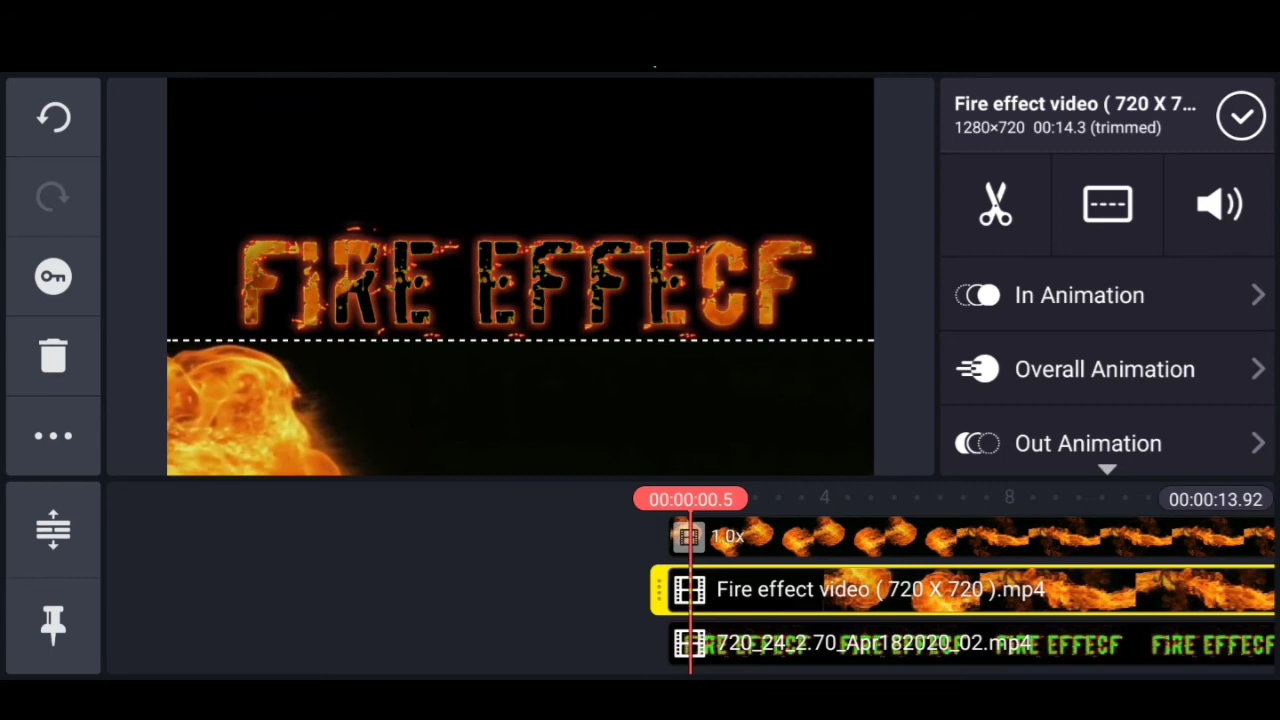 Fire effect video ( 720 X 7...
1280×720 00:14.3 (trimmed)
FIRE EFFECF
In Animation
Overall Animation
Out Animation
00:00:00.5
4
8
00:00:13.92
1.0x
Fire effect video ( 720 X 720 ).mp4
720_24_2.70_Apr182020_02.mp4
FIRE EFFECF
FIRE EFFECF